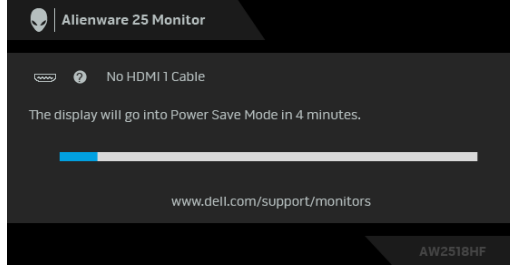 Alienware 25 Monitor
No HDMI 1 Cable
The display will go into Power Save Mode in 4 minutes.
www.dell.com/support/monitors
AW2518HF